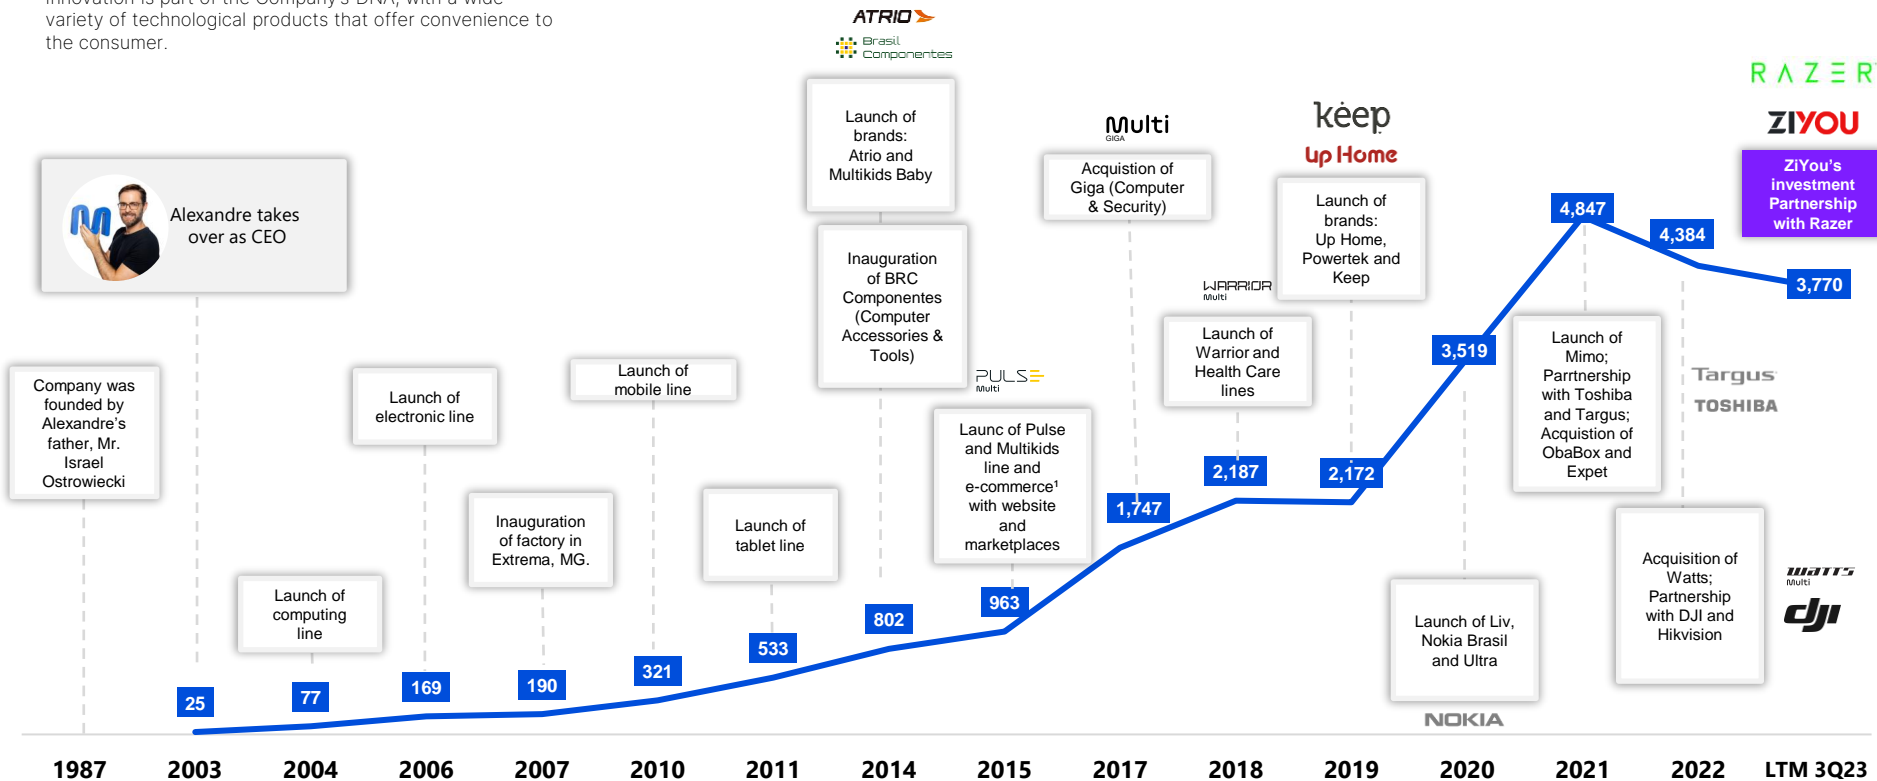 innovation is part of the Company's DNA, with a wide
variety of technological products that offer convenience to
the consumer.
ATRIO
Brasil
Componentes
RAZER
ZIYOU
ZiYou's
investment
Partnership
with Razer
Launch of
brands:
Atrio and
Multikids Baby
Multi
GIGA
Acquistion of
Giga (Computer
& Security)
keep
up Home
Launch of
brands:
Up Home,
Powertek and
Keep
Alexandre takes
over as CEO
Inauguration
of BRC
Componentes
(Computer
Accessories &
Tools)
WARRIOR
Multi
Launch of
Warrior and
Health Care
lines
4,847
4,384
3,770
3,519
Company was
founded by
Alexandre's
father, Mr.
Israel
Ostrowiecki
Launch of
electronic line
Launch of
mobile line
PULSE
Multi
Launc of Pulse
and Multikids
line and
e-commerce¹
with website
and
marketplaces
Launch of
Mimo;
Parrtnership
with Toshiba
and Targus;
Acquistion of
ObaBox and
Expet
Targus
TOSHIBA
2,187
2,172
1,747
Inauguration
of factory in
Extrema, MG.
Launch of
tablet line
Launch of
computing
line
Launch of Liv,
Nokia Brasil
and Ultra
NOKIA
Acquisition of
Watts;
Partnership
with DJI and
Hikvision
WATTS
Multi
dji
25
77
169
190
321
533
802
963
1987 2003 2004 2006 2007 2010 2011 2014 2015 2017 2018 2019 2020 2021 2022 LTM 3Q23